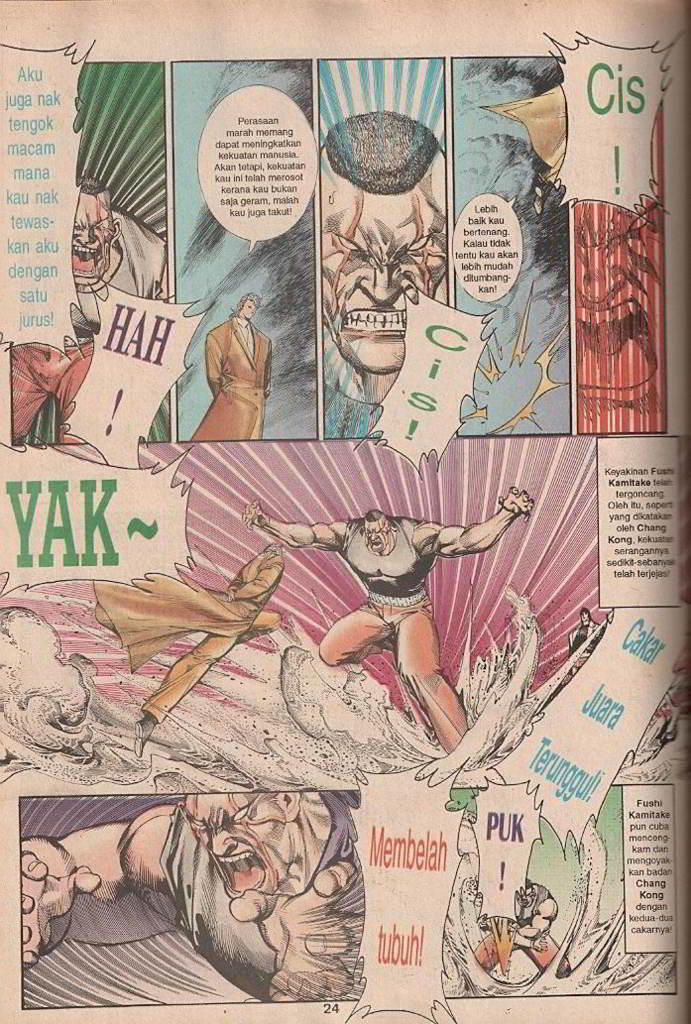 Aku
juga nak
tengok
macam
mana
kau nak
tewas-
kan aku
dengan
satu
jurus!
HAH
!
Perasaan
marah memang
dapat meningkatkan
kekuatan manusia.
Akan tetapi, kekuatan
kau ini telah merosot
kerana kau bukan
saja geram, malah
kau juga takut!
Cis!
Lebih
baik kau
bertenang.
Kalau tidak
tentu kau akan
lebih mudah
ditumbang-
kan!
Cis
!
YAK~
Keyakinan Fushi
Kamitake telah
tergoncang.
Oleh itu, seperti
yang dikatakan
oleh Chang
Kong, kekuatan
serangannya
sedikit-sebanyak
telah terjejas!
Cakar
Juara
Terunggul!
Membelah
tubuh!
PUK
!
Fushi
Kamitake
pun cuba
menceng-
kam dan
mengoyak-
kan badan
Chang
Kong
dengan
kedua-dua
cakarnya!
24